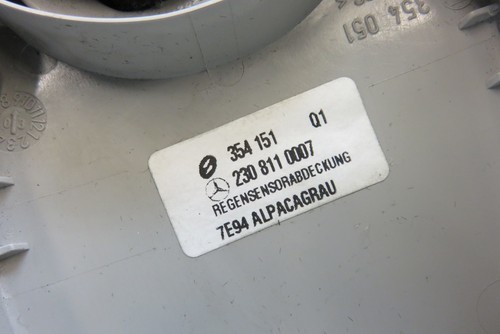 354 051
354 151 Q1
230 811 0007
REGENSENSORABDECKUNG
7E94 ALPACAGRAU